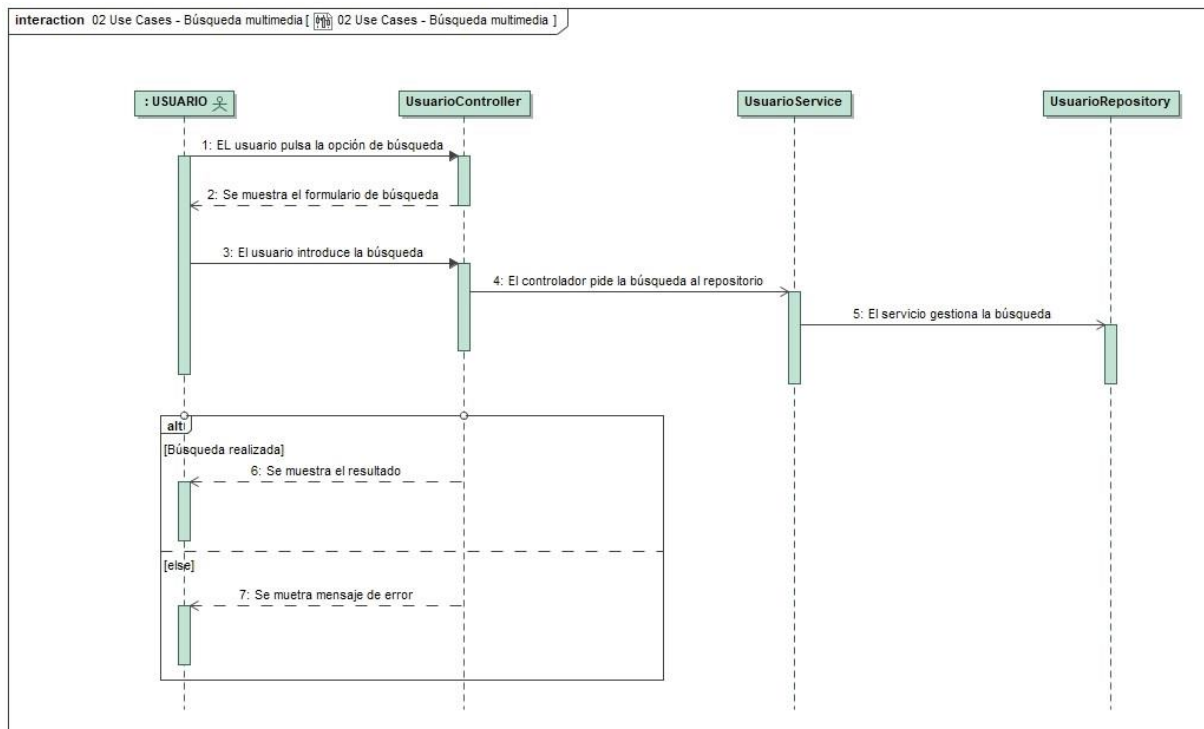 interaction 02 Use Cases - Búsqueda multimedia [ 02 Use Cases - Búsqueda multimedia ]
: USUARIO
UsuarioController
UsuarioService
UsuarioRepository
1: EL usuario pulsa la opción de búsqueda
2: Se muestra el formulario de búsqueda
3: El usuario introduce la búsqueda
4: El controlador pide la búsqueda al repositorio
5: El servicio gestiona la búsqueda
alt
[Búsqueda realizada]
6: Se muestra el resultado
[else]
7: Se muetra mensaje de error